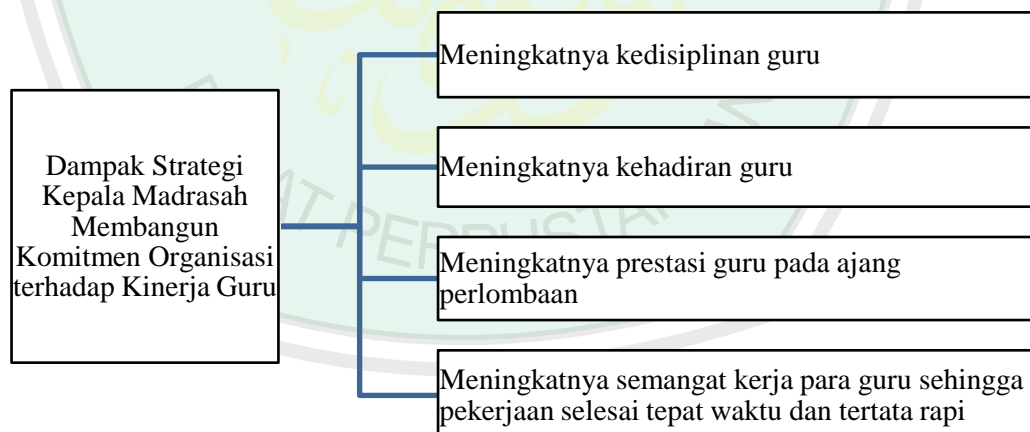 Dampak Strategi
Kepala Madrasah
Membangun
Komitmen Organisasi
terhadap Kinerja Guru
Meningkatnya kedisiplinan guru
Meningkatnya kehadiran guru
Meningkatnya prestasi guru pada ajang
perlombaan
Meningkatnya semangat kerja para guru sehingga
pekerjaan selesai tepat waktu dan tertata rapi